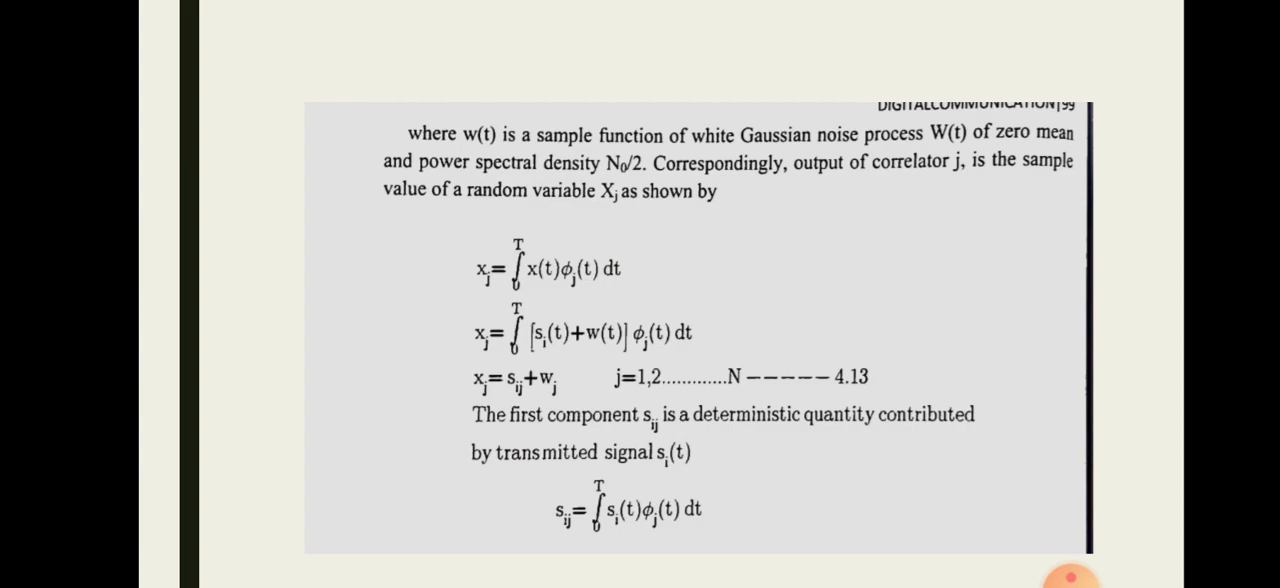 DIGITALCOMMUNICATION|99
where w(t) is a sample function of white Gaussian noise process W(t) of zero mean
and power spectral density N₀/2. Correspondingly, output of correlator j, is the sample
value of a random variable Xⱼ as shown by
xⱼ= ∫₀ᵀ x(t)ϕⱼ(t) dt
xⱼ= ∫₀ᵀ [sᵢ(t)+w(t)] ϕⱼ(t) dt
xⱼ= sᵢⱼ+wⱼ j=1,2.............N ----- 4.13
The first component sᵢⱼ is a deterministic quantity contributed
by transmitted signal sᵢ(t)
sᵢⱼ= ∫₀ᵀ sᵢ(t)ϕⱼ(t) dt